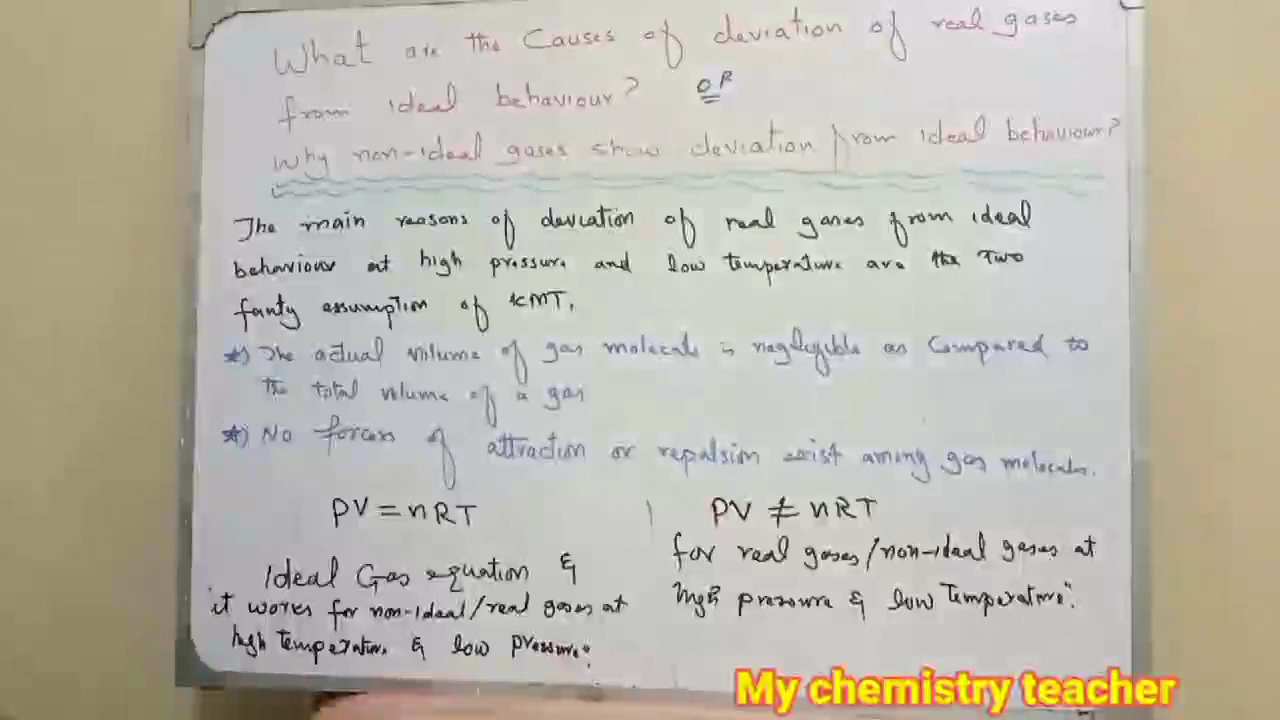 What are the Causes of deviation of real gases
from ideal behaviour? OR
Why non-ideal gases show deviation from ideal behaviour?
The main reasons of deviation of real gases from ideal
behaviour at high pressure and low temperature are the Two
faulty assumption of KMT.
*) The actual volume of gas molecule is negligible as Compared to
the total volume of a gas
*) No forces of attraction or repulsion exist among gas molecules.
PV = nRT
PV ≠ nRT
Ideal Gas equation &
it works for non-ideal/real gases at
high temperature & low pressure.
for real gases/non-ideal gases at
high pressure & low Temperature.
My chemistry teacher